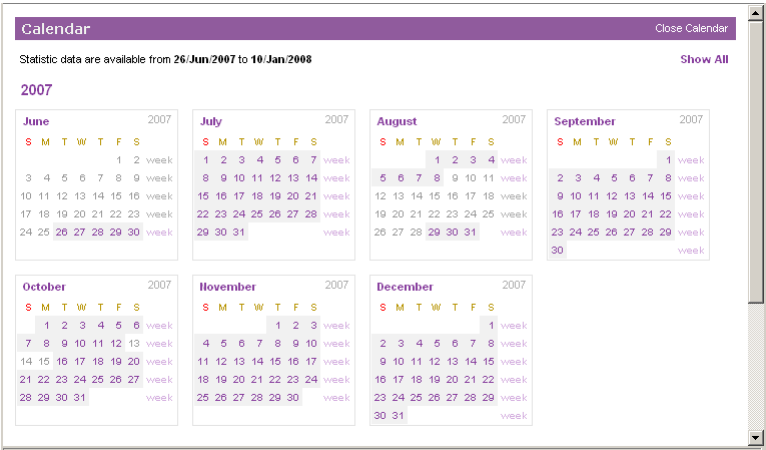 Calendar Close Calendar
Statistic data are available from 26/Jun/2007 to 10/Jan/2008 Show All
2007
June 2007
S M T W T F S
1 2 week
3 4 5 6 7 8 9 week
10 11 12 13 14 15 16 week
17 18 19 20 21 22 23 week
24 25 26 27 28 29 30 week
July 2007
S M T W T F S
1 2 3 4 5 6 7 week
8 9 10 11 12 13 14 week
15 16 17 18 19 20 21 week
22 23 24 25 26 27 28 week
29 30 31 week
August 2007
S M T W T F S
1 2 3 4 week
5 6 7 8 9 10 11 week
12 13 14 15 16 17 18 week
19 20 21 22 23 24 25 week
26 27 28 29 30 31 week
September 2007
S M T W T F S
1 week
2 3 4 5 6 7 8 week
9 10 11 12 13 14 15 week
16 17 18 19 20 21 22 week
23 24 25 26 27 28 29 week
30 week
October 2007
S M T W T F S
1 2 3 4 5 6 week
7 8 9 10 11 12 13 week
14 15 16 17 18 19 20 week
21 22 23 24 25 26 27 week
28 29 30 31 week
November 2007
S M T W T F S
1 2 3 week
4 5 6 7 8 9 10 week
11 12 13 14 15 16 17 week
18 19 20 21 22 23 24 week
25 26 27 28 29 30 week
December 2007
S M T W T F S
1 week
2 3 4 5 6 7 8 week
9 10 11 12 13 14 15 week
16 17 18 19 20 21 22 week
23 24 25 26 27 28 29 week
30 31 week